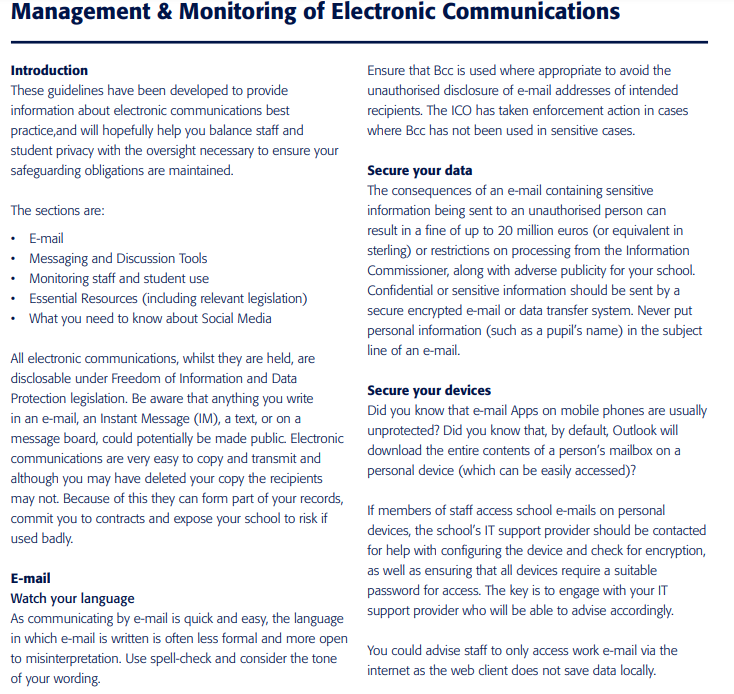 Management & Monitoring of Electronic Communications
Introduction
These guidelines have been developed to provide
information about electronic communications best
practice,and will hopefully help you balance staff and
student privacy with the oversight necessary to ensure your
safeguarding obligations are maintained.
The sections are:
• E-mail
• Messaging and Discussion Tools
• Monitoring staff and student use
• Essential Resources (including relevant legislation)
• What you need to know about Social Media
All electronic communications, whilst they are held, are
disclosable under Freedom of Information and Data
Protection legislation. Be aware that anything you write
in an e-mail, an Instant Message (IM), a text, or on a
message board, could potentially be made public. Electronic
communications are very easy to copy and transmit and
although you may have deleted your copy the recipients
may not. Because of this they can form part of your records,
commit you to contracts and expose your school to risk if
used badly.
E-mail
Watch your language
As communicating by e-mail is quick and easy, the language
in which e-mail is written is often less formal and more open
to misinterpretation. Use spell-check and consider the tone
of your wording.
Ensure that Bcc is used where appropriate to avoid the
unauthorised disclosure of e-mail addresses of intended
recipients. The ICO has taken enforcement action in cases
where Bcc has not been used in sensitive cases.
Secure your data
The consequences of an e-mail containing sensitive
information being sent to an unauthorised person can
result in a fine of up to 20 million euros (or equivalent in
sterling) or restrictions on processing from the Information
Commissioner, along with adverse publicity for your school.
Confidential or sensitive information should be sent by a
secure encrypted e-mail or data transfer system. Never put
personal information (such as a pupil's name) in the subject
line of an e-mail.
Secure your devices
Did you know that e-mail Apps on mobile phones are usually
unprotected? Did you know that, by default, Outlook will
download the entire contents of a person's mailbox on a
personal device (which can be easily accessed)?
If members of staff access school e-mails on personal
devices, the school's IT support provider should be contacted
for help with configuring the device and check for encryption,
as well as ensuring that all devices require a suitable
password for access. The key is to engage with your IT
support provider who will be able to advise accordingly.
You could advise staff to only access work e-mail via the
internet as the web client does not save data locally.